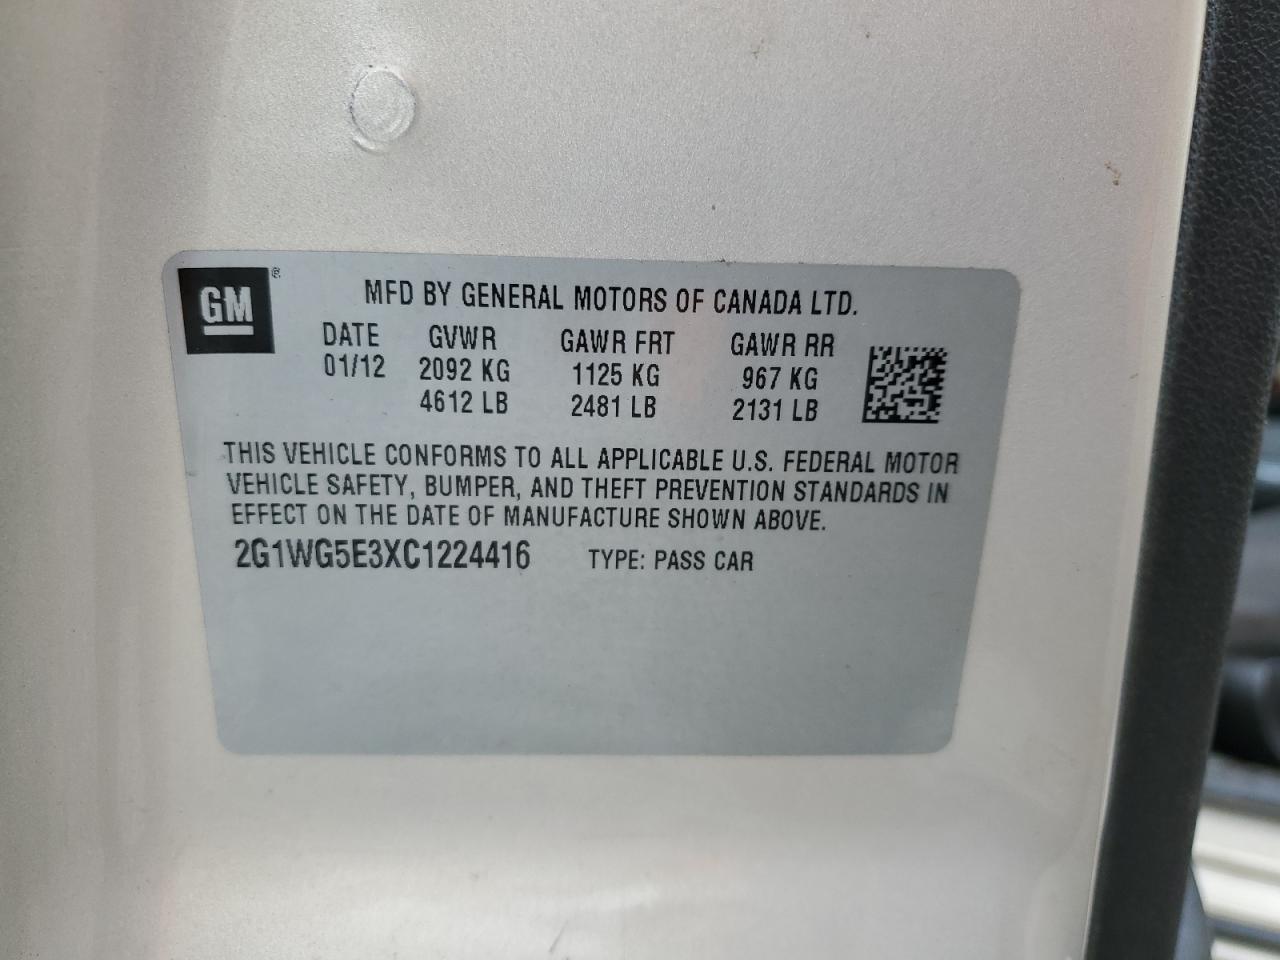 GM®
MFD BY GENERAL MOTORS OF CANADA LTD.
DATE GVWR GAWR FRT GAWR RR
01/12 2092 KG 1125 KG 967 KG
4612 LB 2481 LB 2131 LB
THIS VEHICLE CONFORMS TO ALL APPLICABLE U.S. FEDERAL MOTOR
VEHICLE SAFETY, BUMPER, AND THEFT PREVENTION STANDARDS IN
EFFECT ON THE DATE OF MANUFACTURE SHOWN ABOVE.
2G1WG5E3XC1224416 TYPE: PASS CAR